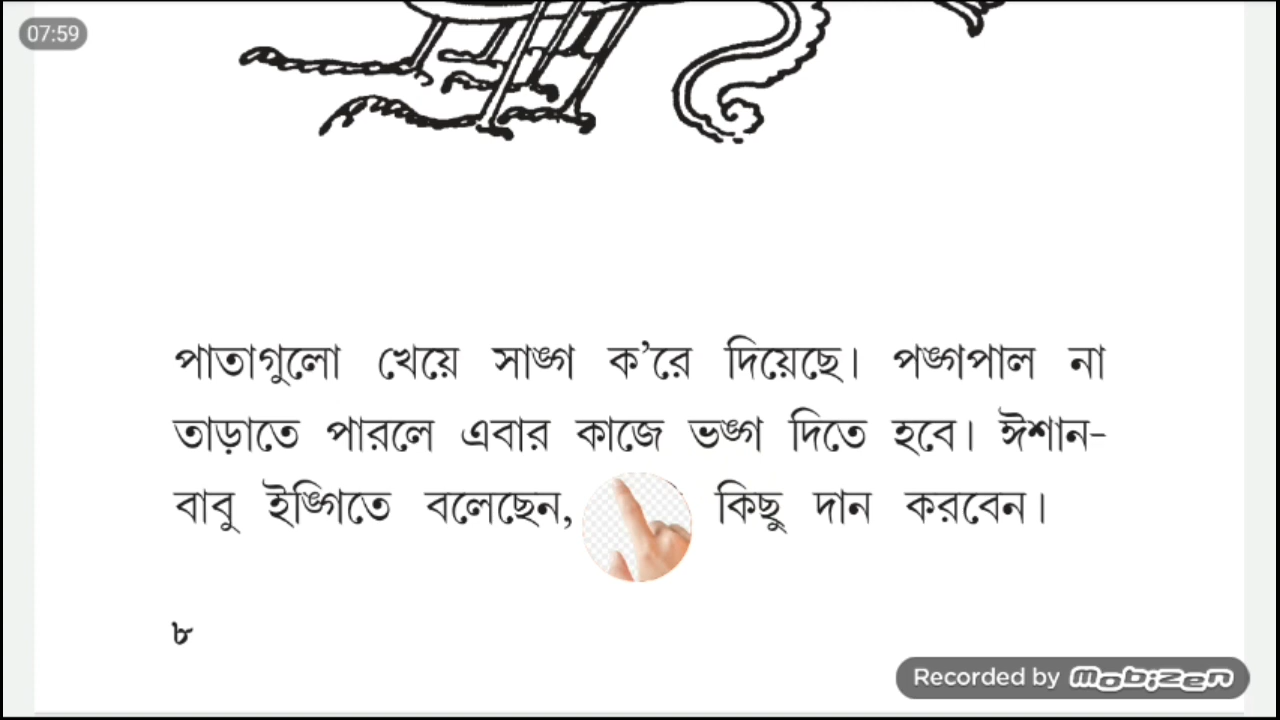 07:59
পাতাগুলো খেয়ে সাঙ্গ ক’রে দিয়েছে। পঙ্গপাল না
তাড়াতে পারলে এবার কাজে ভঙ্গ দিতে হবে। ঈশান-
বাবু ইঙ্গিতে বলেছেন, কিছু দান করবেন।
৮
Recorded by mobizen